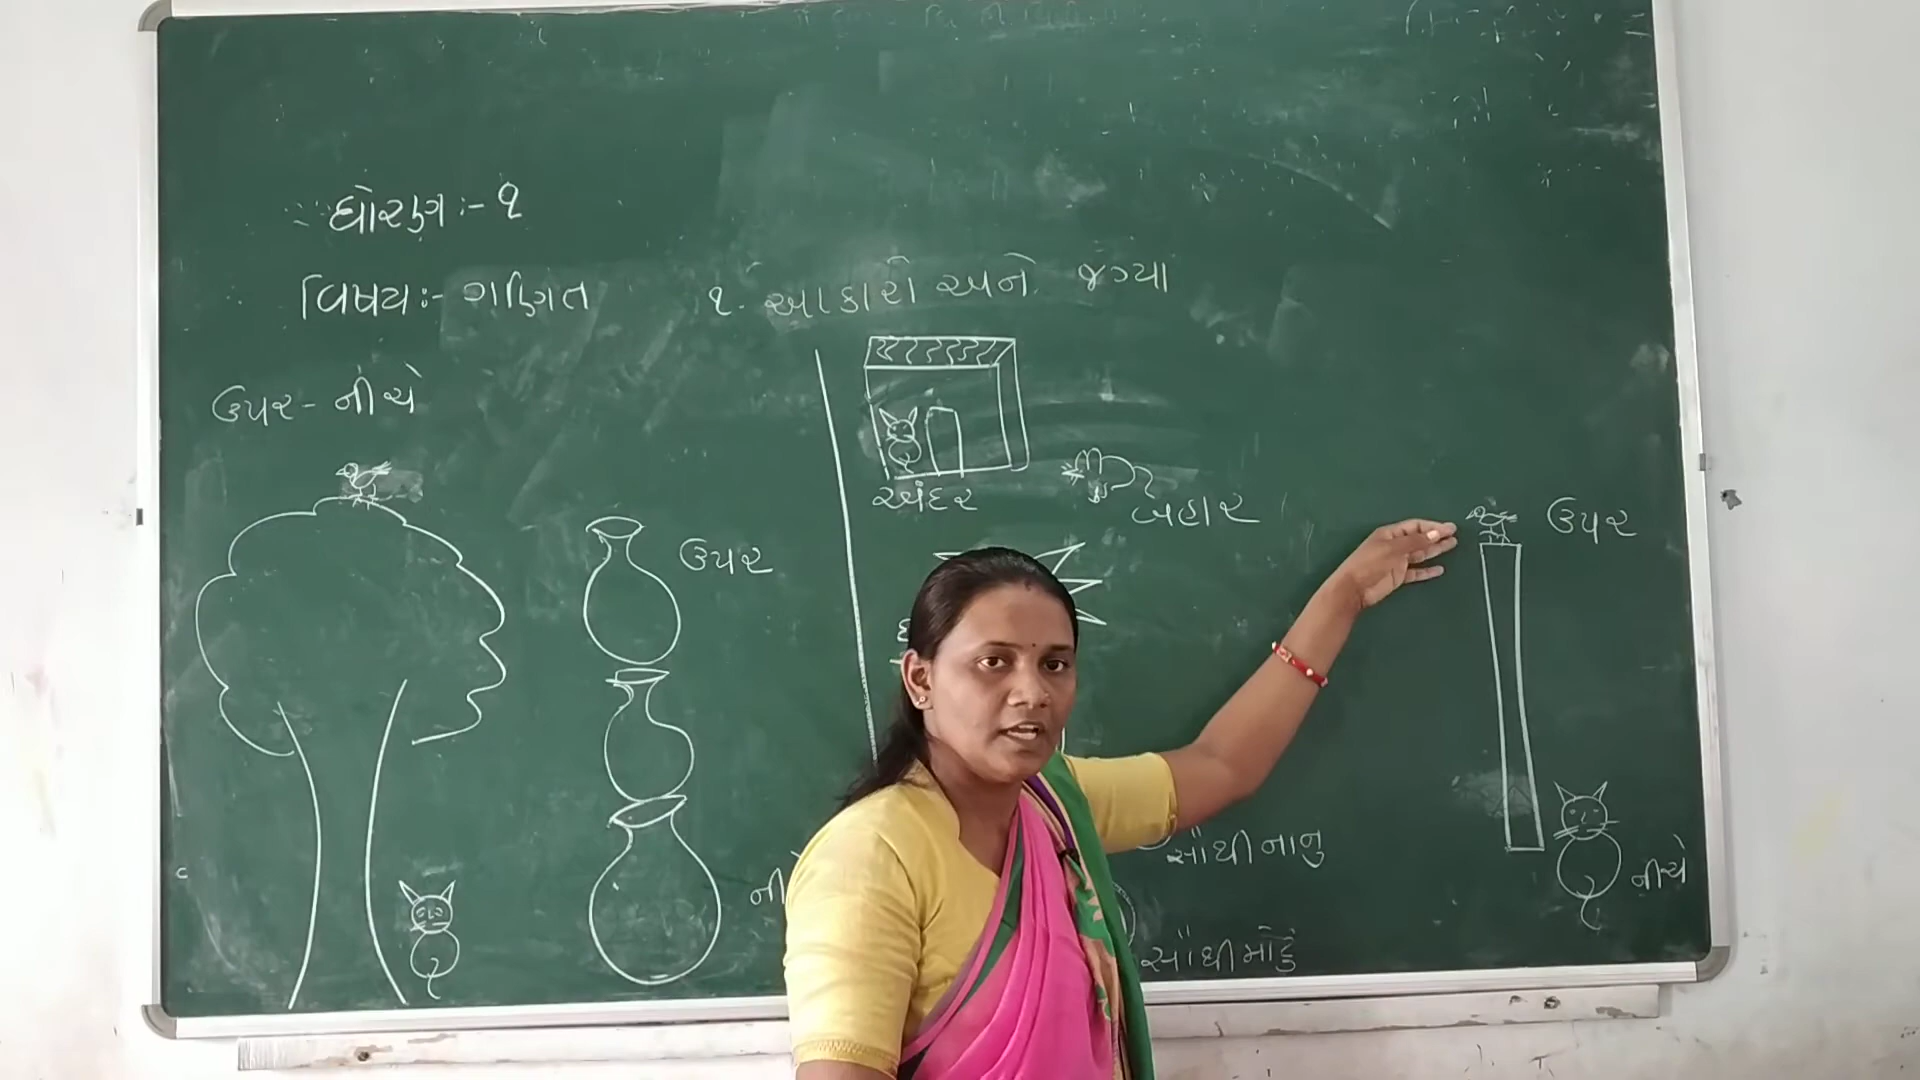 ધોરણ :- ૧
વિષય :- ગણિત
૧. આકારો અને જગ્યા
ઉપર - નીચે
ઉપર
અંદર
બહાર
ઉપર
સૌથી નાનુ
નીચે
સૌથી મોટું